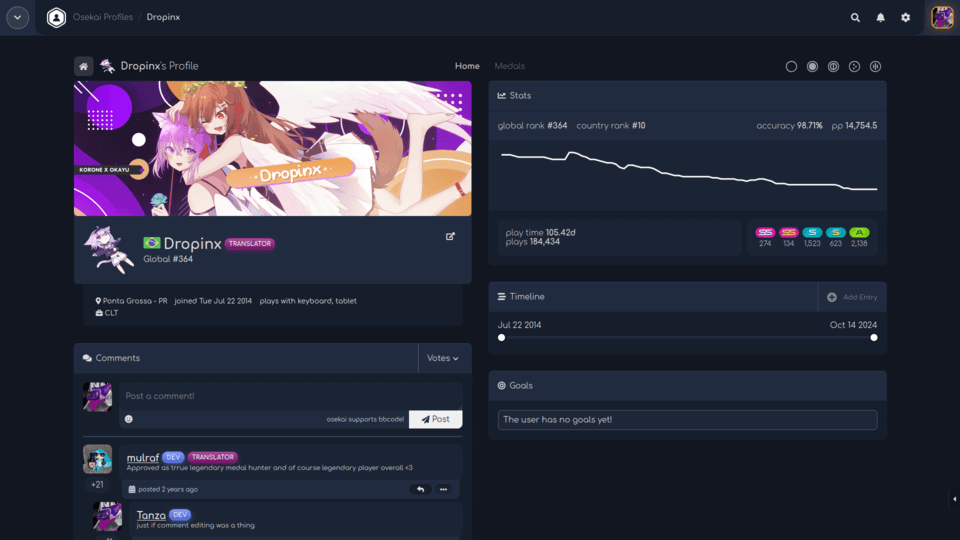 Osekai Profiles / Dropinx
Dropinx's Profile
Home Medals
KORONE X OKAYU
Dropinx
Dropinx TRANSLATOR
Global #364
Ponta Grossa - PR joined Tue Jul 22 2014 plays with keyboard, tablet
CLT
Comments
Votes
Post a comment!
osekai supports bbcode!
Post
mulraf DEV TRANSLATOR
Approved as trrue legendary medal hunter and of course legendary player overall <3
+21
posted 2 years ago
Tanza DEV
just if comment editing was a thing
Stats
global rank #364 country rank #10
accuracy 98.71% pp 14,754.5
play time 105.42d
plays 184,434
SS SS S S A
274 134 1,523 623 2,138
Timeline
Add Entry
Jul 22 2014
Oct 14 2024
Goals
The user has no goals yet!